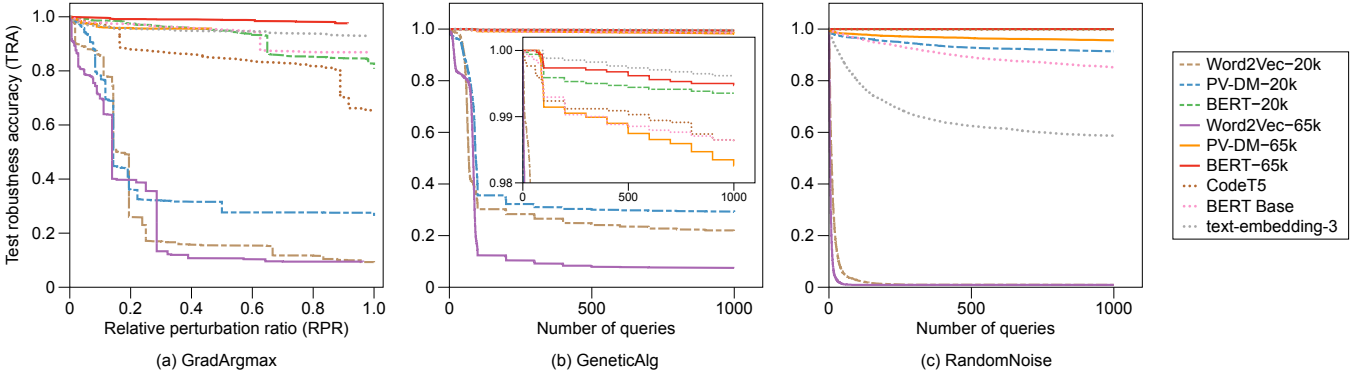 Test robustness accuracy (TRA)
1.0
0.8
0.6
0.4
0.2
0
0 0.2 0.4 0.6 0.8 1.0
Relative perturbation ratio (RPR)
(a) GradArgmax
1.0
0.8
0.6
0.4
0.2
0
1.00
0.99
0.98
0 500 1000
0 500 1000
Number of queries
(b) GeneticAlg
1.0
0.8
0.6
0.4
0.2
0
0 500 1000
Number of queries
(c) RandomNoise
Word2Vec−20k
PV−DM−20k
BERT−20k
Word2Vec−65k
PV−DM−65k
BERT−65k
CodeT5
BERT Base
text-embedding-3